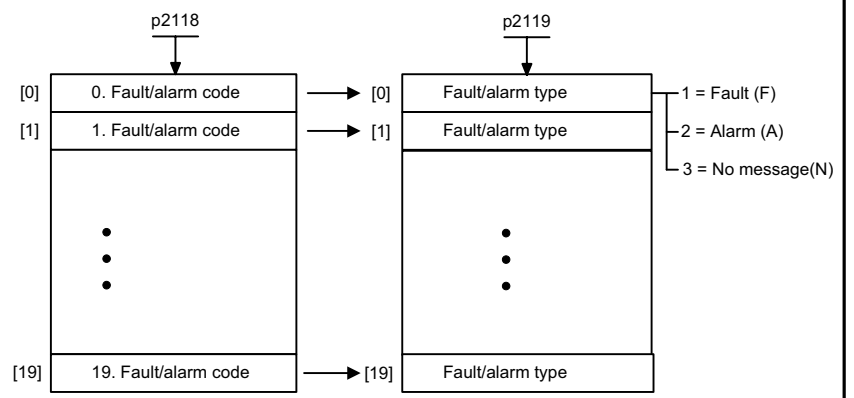 p2118 p2119
[0] 0. Fault/alarm code [0] Fault/alarm type 1 = Fault (F)
[1] 1. Fault/alarm code [1] Fault/alarm type 2 = Alarm (A)
3 = No message(N)
[19] 19. Fault/alarm code [19] Fault/alarm type